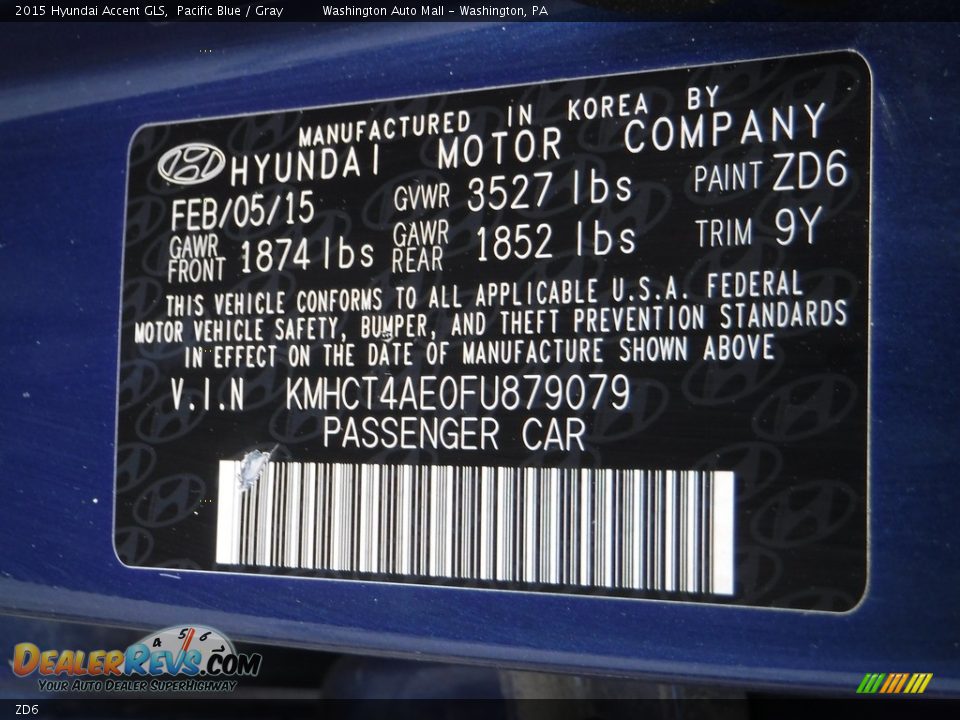 2015 Hyundai Accent GLS, Pacific Blue / Gray Washington Auto Mall - Washington, PA
MANUFACTURED IN KOREA BY
HYUNDAI MOTOR COMPANY
FEB/05/15 GVWR 3527 lbs PAINT ZD6
GAWR FRONT 1874 lbs GAWR REAR 1852 lbs TRIM 9Y
THIS VEHICLE CONFORMS TO ALL APPLICABLE U.S.A. FEDERAL
MOTOR VEHICLE SAFETY, BUMPER, AND THEFT PREVENTION STANDARDS
IN EFFECT ON THE DATE OF MANUFACTURE SHOWN ABOVE
V.I.N KMHCT4AE0FU879079
PASSENGER CAR
4 5 6
DEALERREVS.COM
YOUR AUTO DEALER SUPERHIGHWAY
ZD6